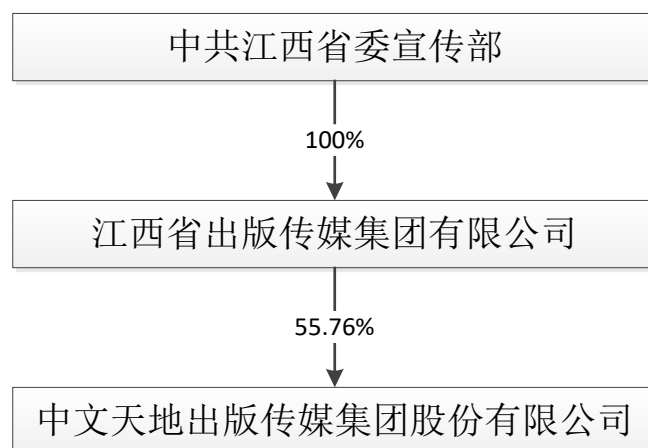 中共江西省委宣传部
100%
江西省出版传媒集团有限公司
55.76%
中文天地出版传媒集团股份有限公司